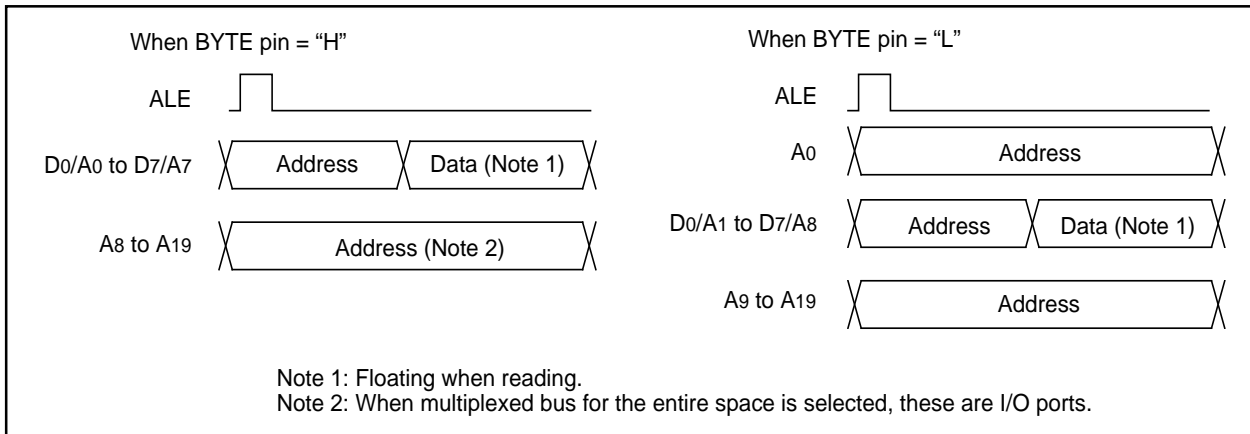 When BYTE pin = “H”
ALE
D0/A0 to D7/A7
Address
Data (Note 1)
A8 to A19
Address (Note 2)
When BYTE pin = “L”
ALE
A0
Address
D0/A1 to D7/A8
Address
Data (Note 1)
A9 to A19
Address
Note 1: Floating when reading.
Note 2: When multiplexed bus for the entire space is selected, these are I/O ports.